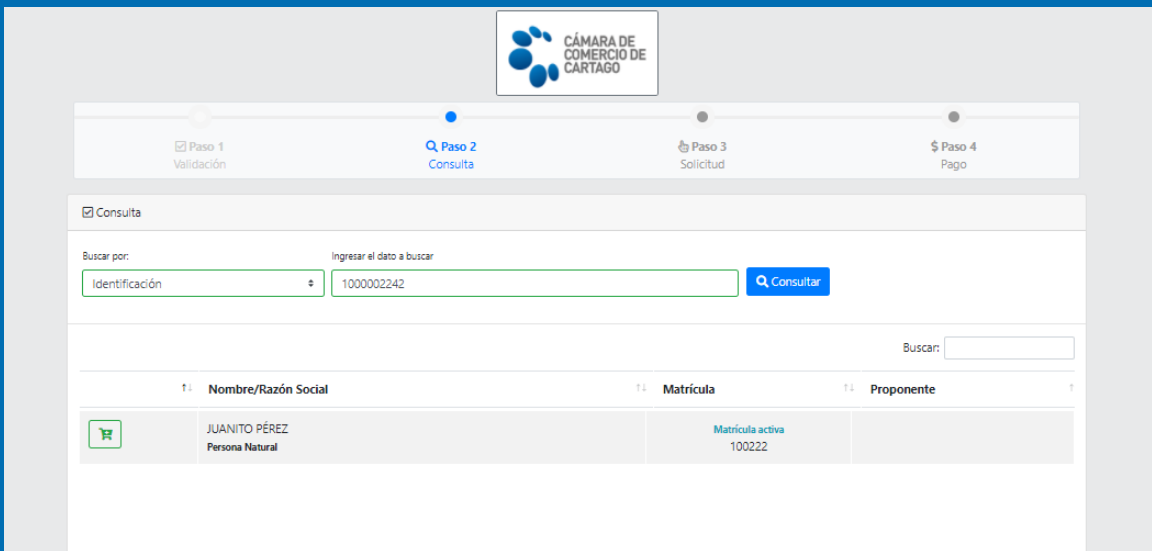 CÁMARA DE
COMERCIO DE
CARTAGO
Paso 1
Validación
Paso 2
Consulta
Paso 3
Solicitud
$ Paso 4
Pago
Consulta
Buscar por:
Ingresar el dato a buscar
Identificación
1000002242
Consultar
Buscar:
Nombre/Razón Social
Matrícula
Proponente
JUANITO PÉREZ
Persona Natural
Matrícula activa
100222